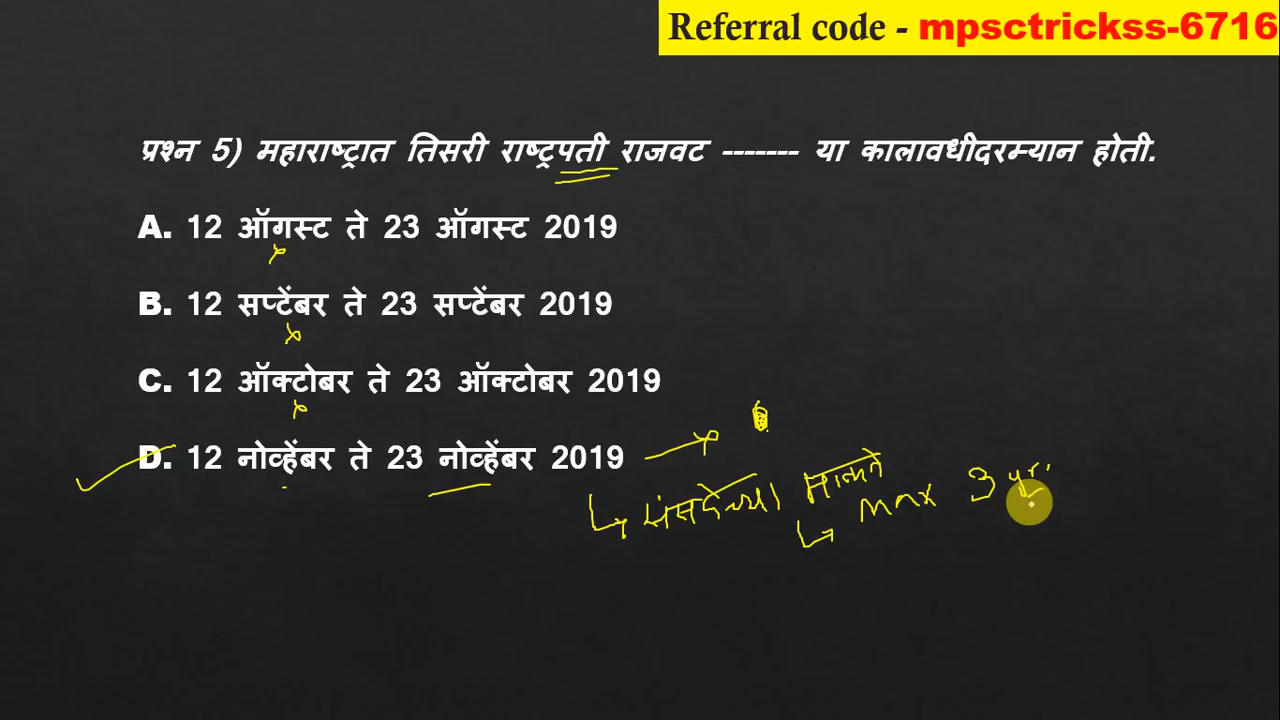 Referral code - mpsctrickss-6716
प्रश्न 5) महाराष्ट्रात तिसरी राष्ट्रपती राजवट ------- या कालावधीदरम्यान होती.
A. 12 ऑगस्ट ते 23 ऑगस्ट 2019
B. 12 सप्टेंबर ते 23 सप्टेंबर 2019
C. 12 ऑक्टोबर ते 23 ऑक्टोबर 2019
D. 12 नोव्हेंबर ते 23 नोव्हेंबर 2019
max 3 yr.